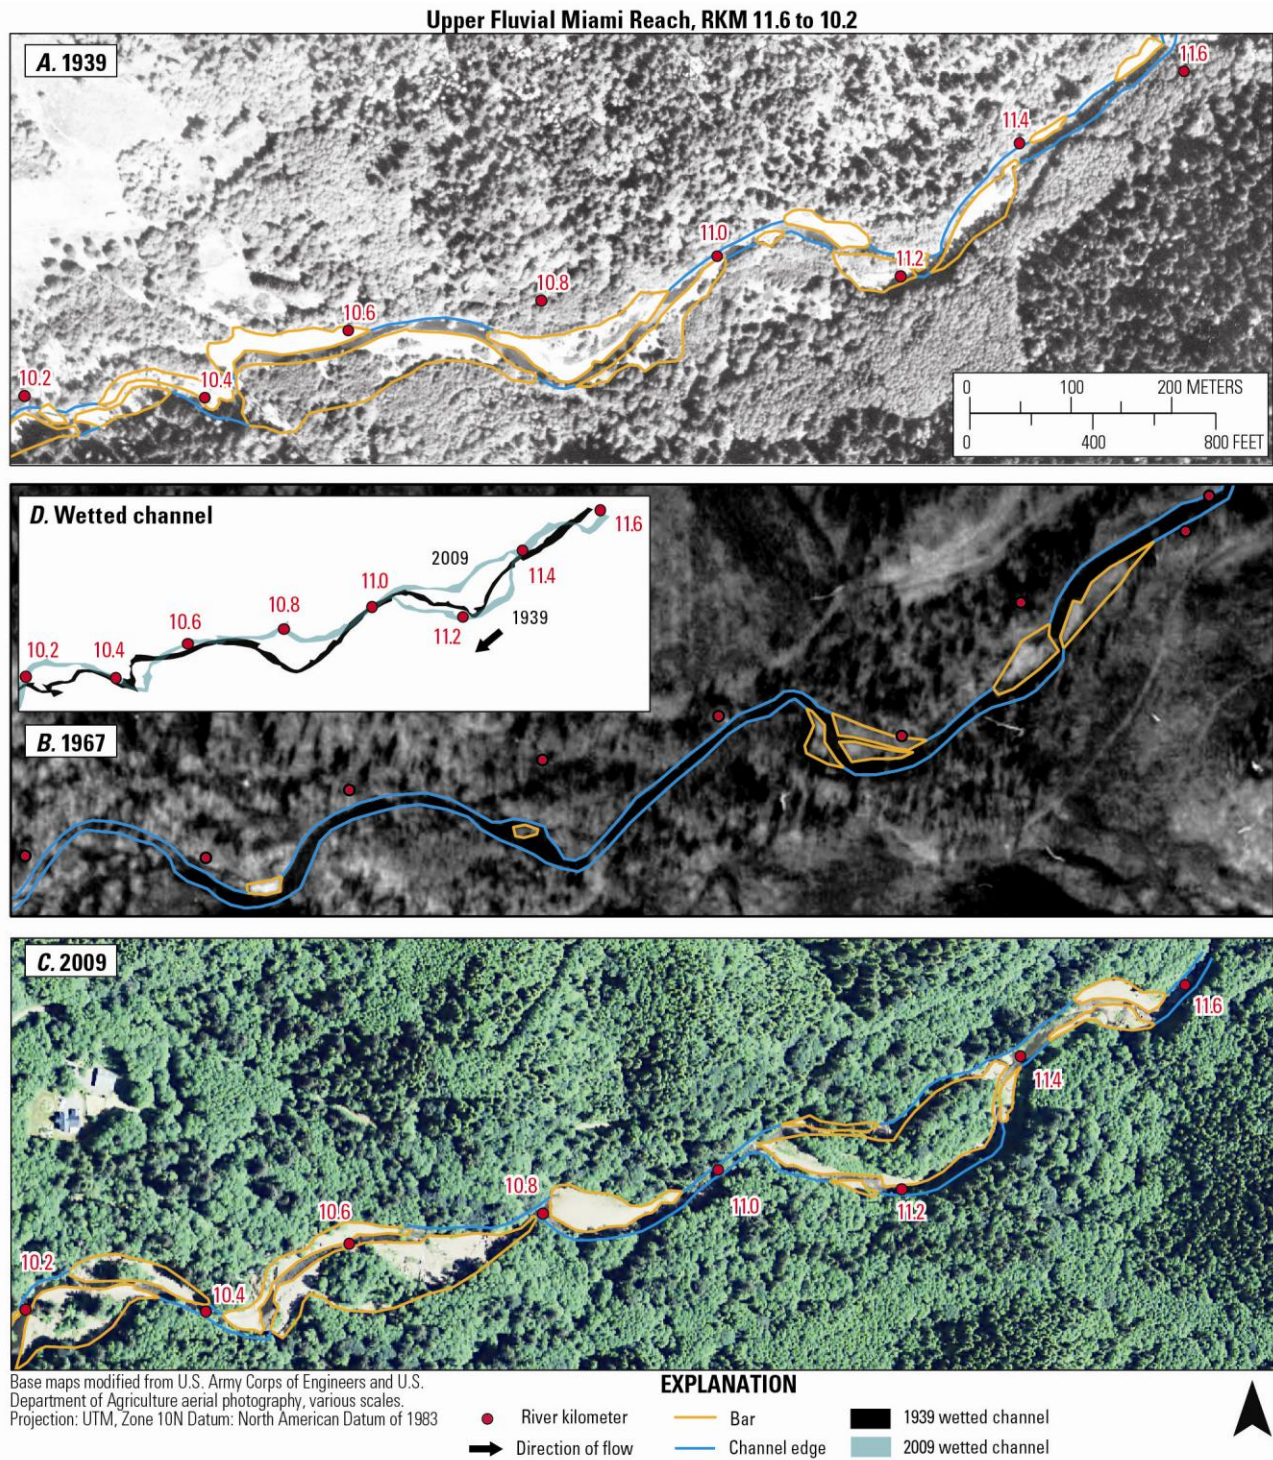 Upper Fluvial Miami Reach, RKM 11.6 to 10.2
A. 1939
11.6
11.4
11.0
11.2
10.8
10.6
10.2
10.4
0 100 200 METERS
0 400 800 FEET
D. Wetted channel
11.6
2009
11.4
11.0
10.8
1939
10.6
11.2
10.2
10.4
B. 1967
C. 2009
11.6
11.4
10.8
11.0
11.2
10.6
10.2
10.4
Base maps modified from U.S. Army Corps of Engineers and U.S.
Department of Agriculture aerial photography, various scales.
Projection: UTM, Zone 10N Datum: North American Datum of 1983
EXPLANATION
River kilometer
Bar
1939 wetted channel
Direction of flow
Channel edge
2009 wetted channel